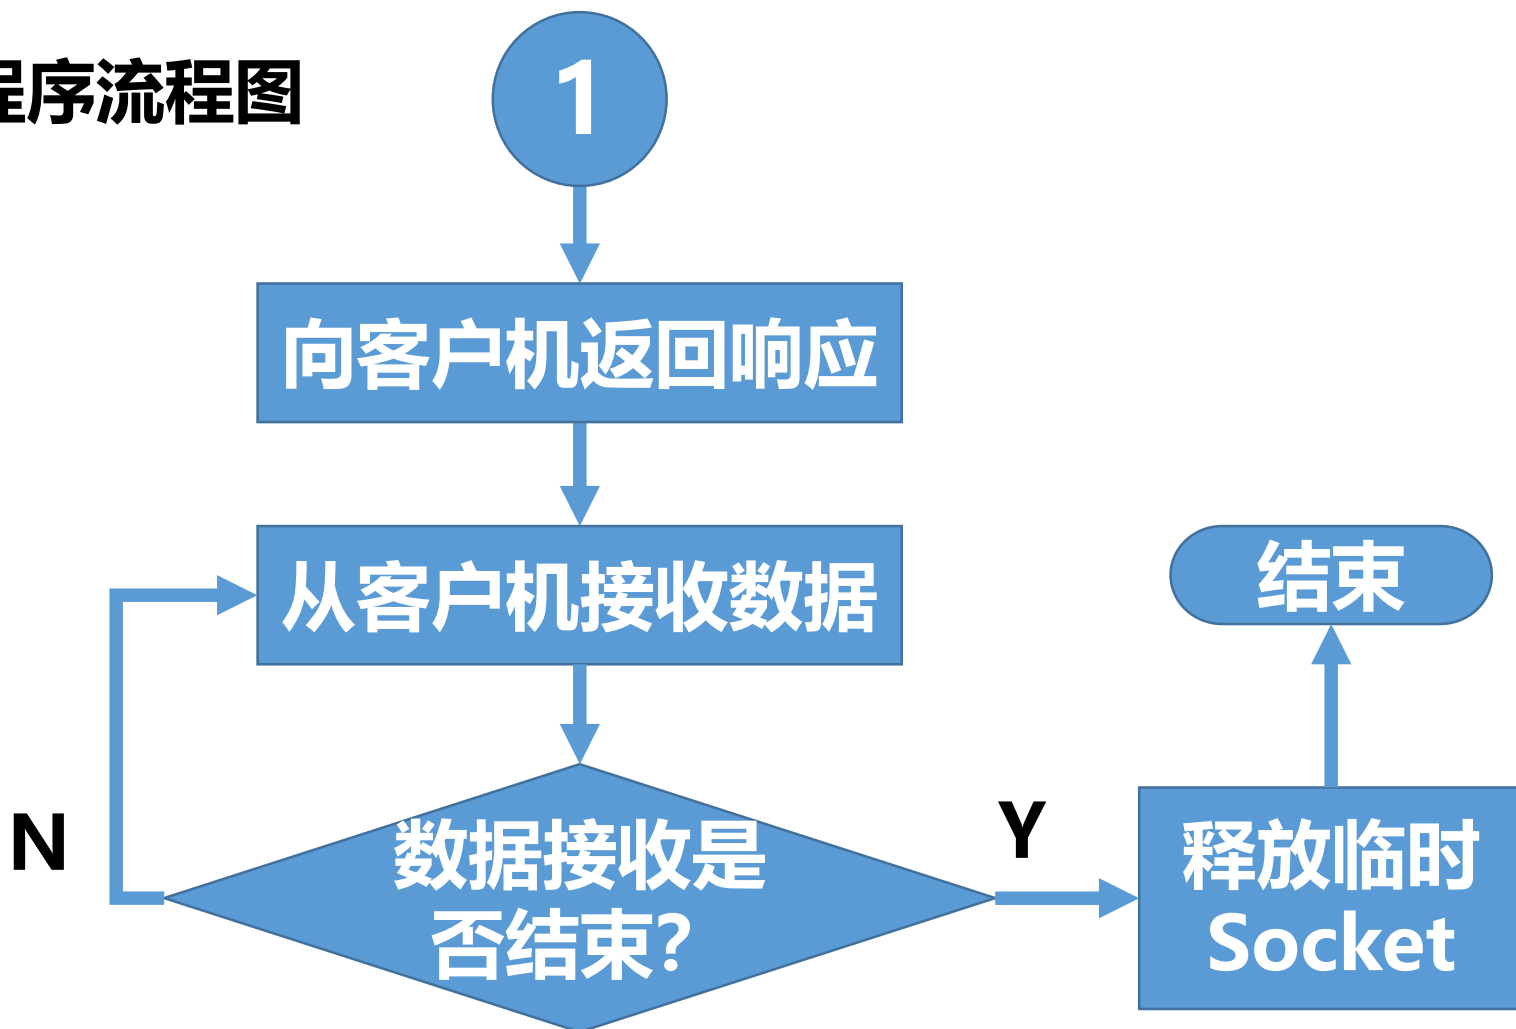 程序流程图
1
向客户机返回响应
从客户机接收数据
结束
N
Y
数据接收是
否结束?
释放临时
Socket